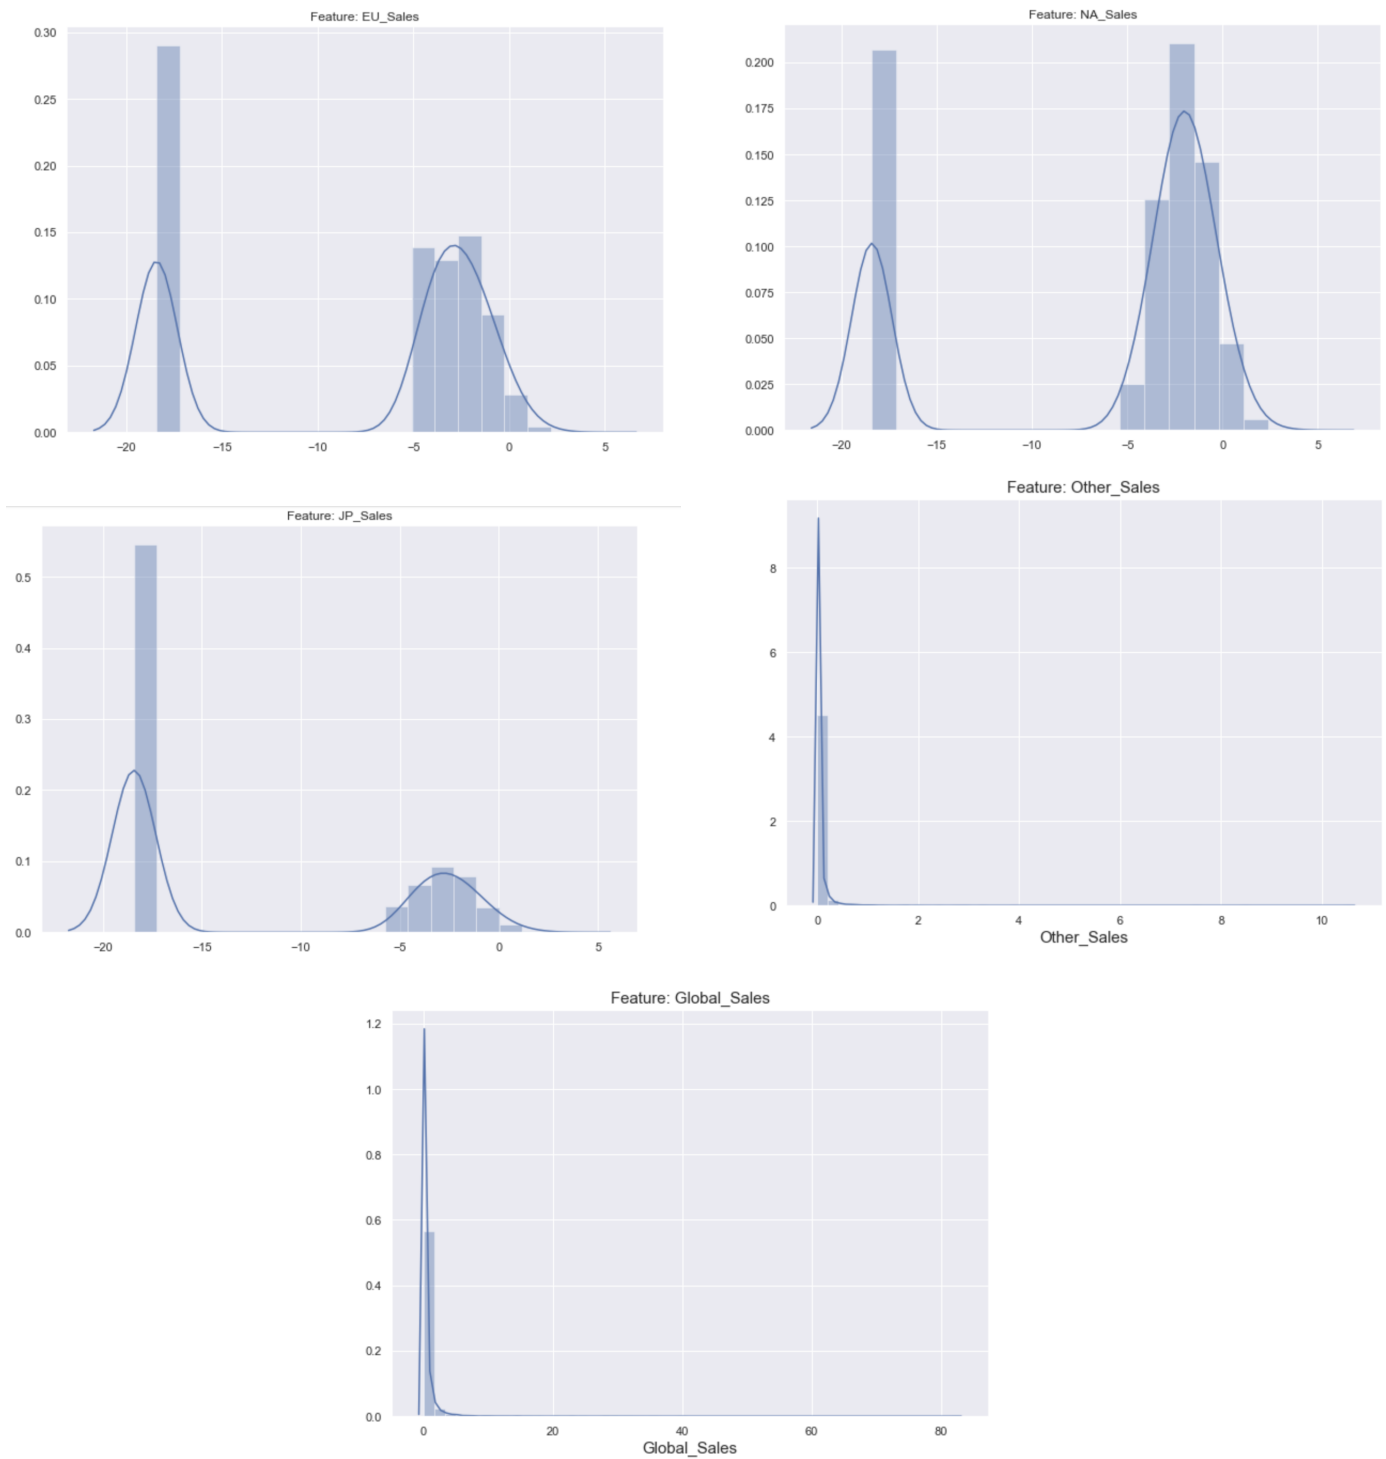 Feature: EU_Sales
0.30
0.25
0.20
0.15
0.10
0.05
0.00
−20 −15 −10 −5 0 5
Feature: NA_Sales
0.200
0.175
0.150
0.125
0.100
0.075
0.050
0.025
0.000
−20 −15 −10 −5 0 5
Feature: JP_Sales
0.5
0.4
0.3
0.2
0.1
0.0
−20 −15 −10 −5 0 5
Feature: Other_Sales
8
6
4
2
0
0 2 4 6 8 10
Other_Sales
Feature: Global_Sales
1.2
1.0
0.8
0.6
0.4
0.2
0.0
0 20 40 60 80
Global_Sales